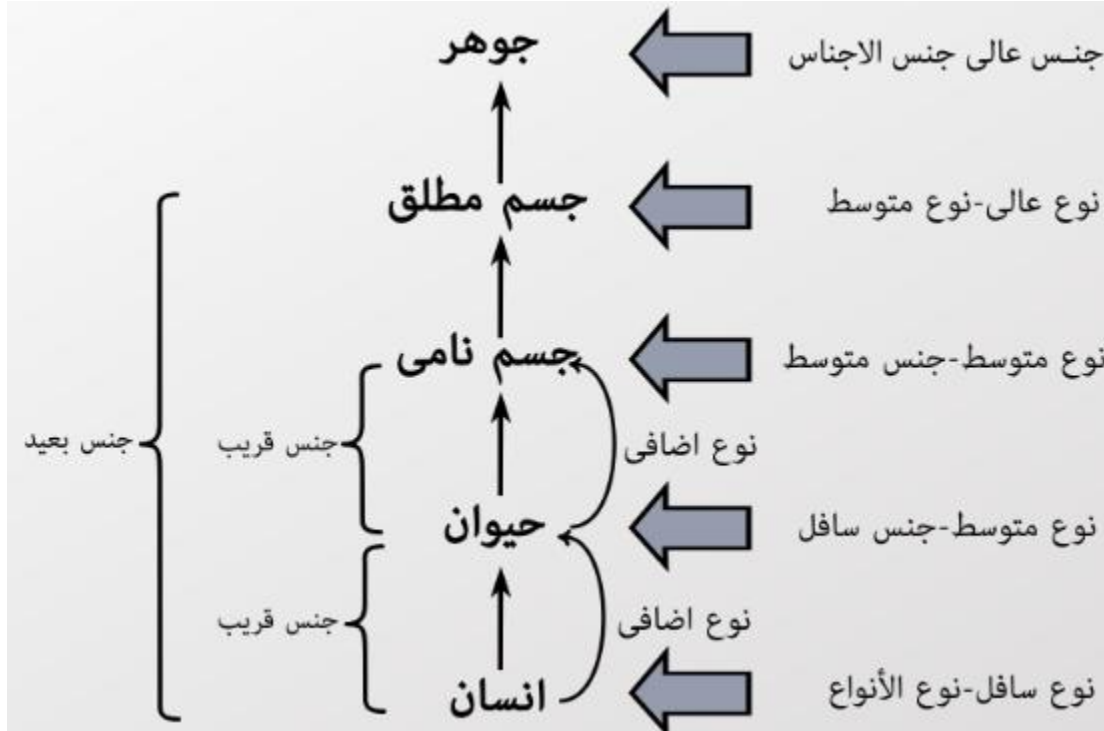 جنس عالی جنس الاجناس
جوهر
نوع عالی-نوع متوسط
جسم مطلق
نوع متوسط-جنس متوسط
جسم نامی
نوع اضافی
جنس قریب
جنس بعید
نوع متوسط-جنس سافل
حیوان
نوع اضافی
جنس قریب
نوع سافل-نوع الأنواع
انسان